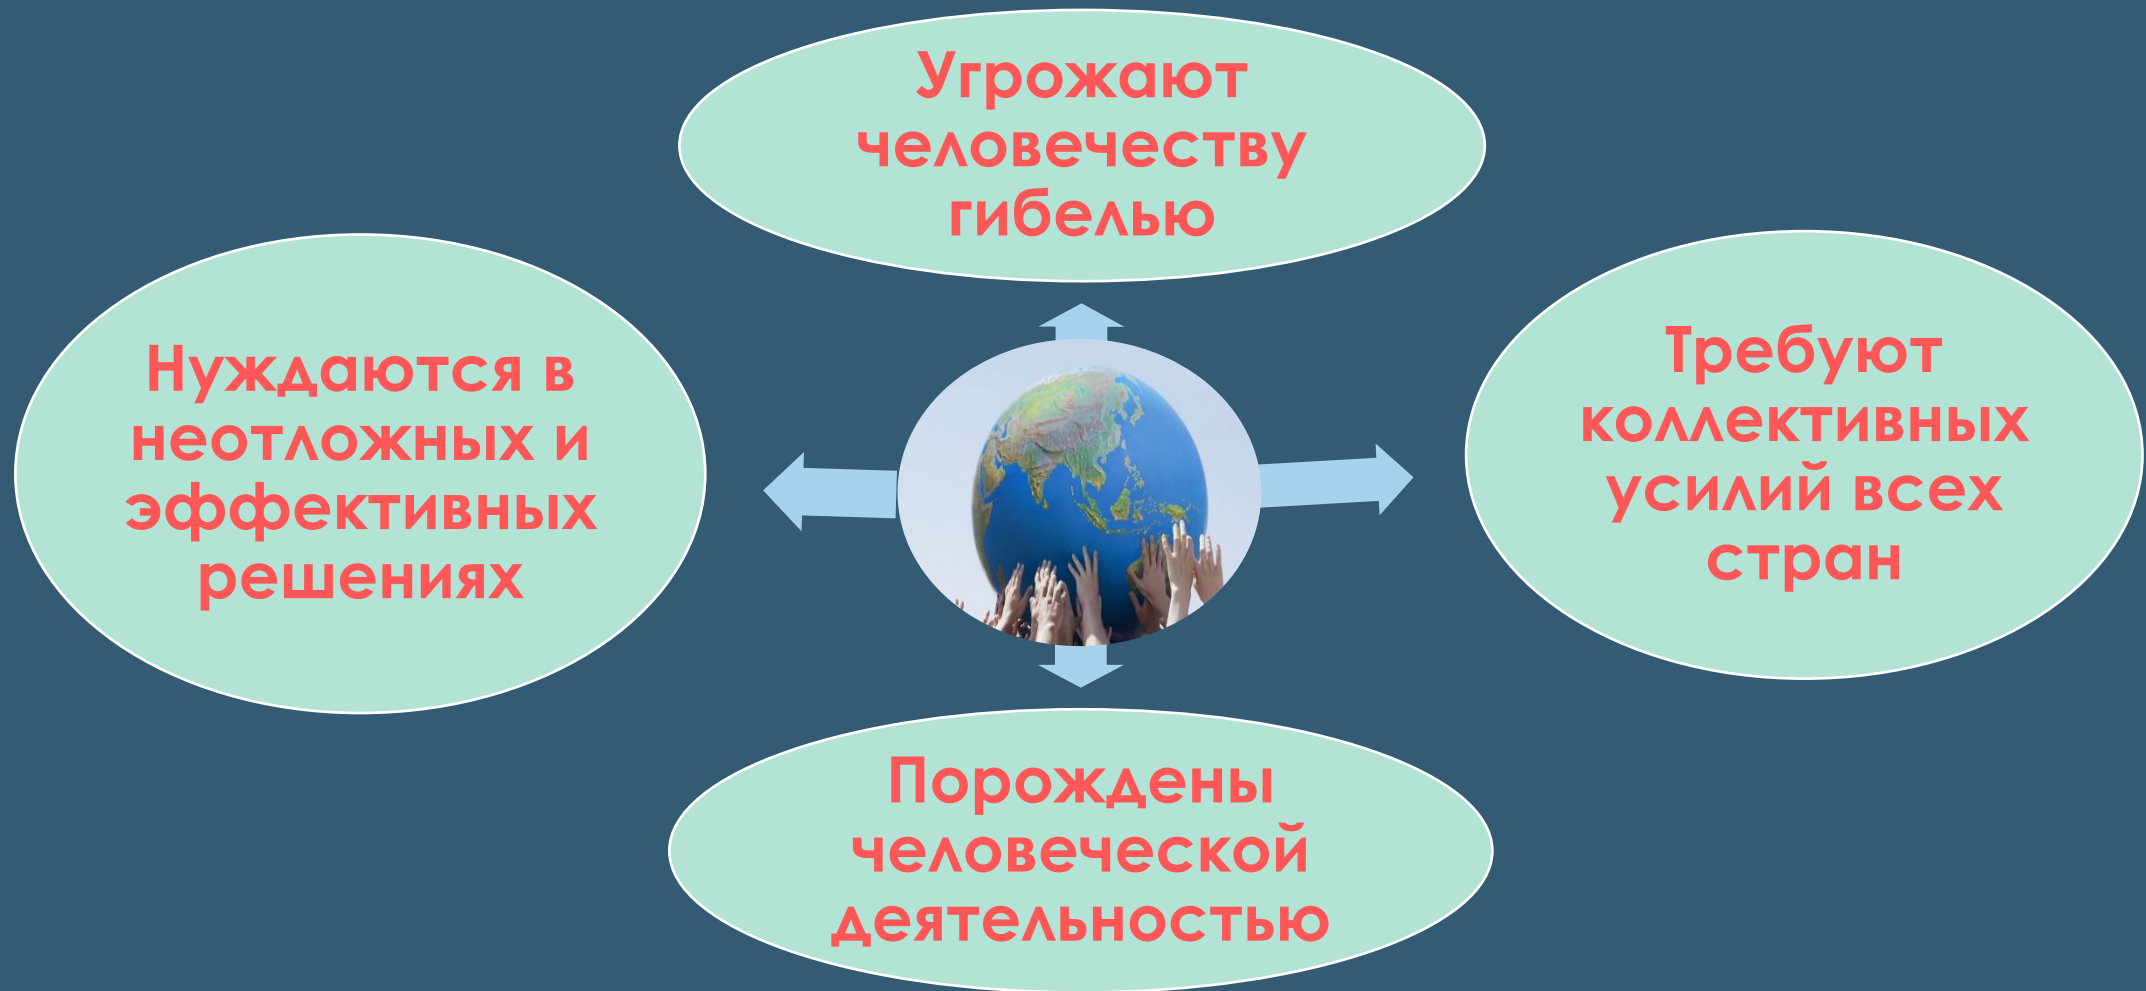 Угрожают
человечеству
гибелью
Нуждаются в
неотложных и
эффективных
решениях
Требуют
коллективных
усилий всех
стран
Порождены
человеческой
деятельностью